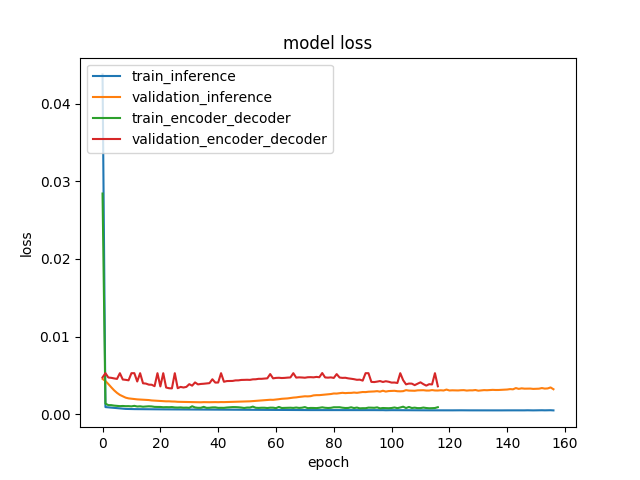 model loss
train_inference
validation_inference
train_encoder_decoder
validation_encoder_decoder
0.04
0.03
0.02
0.01
0.00
loss
0 20 40 60 80 100 120 140 160
epoch